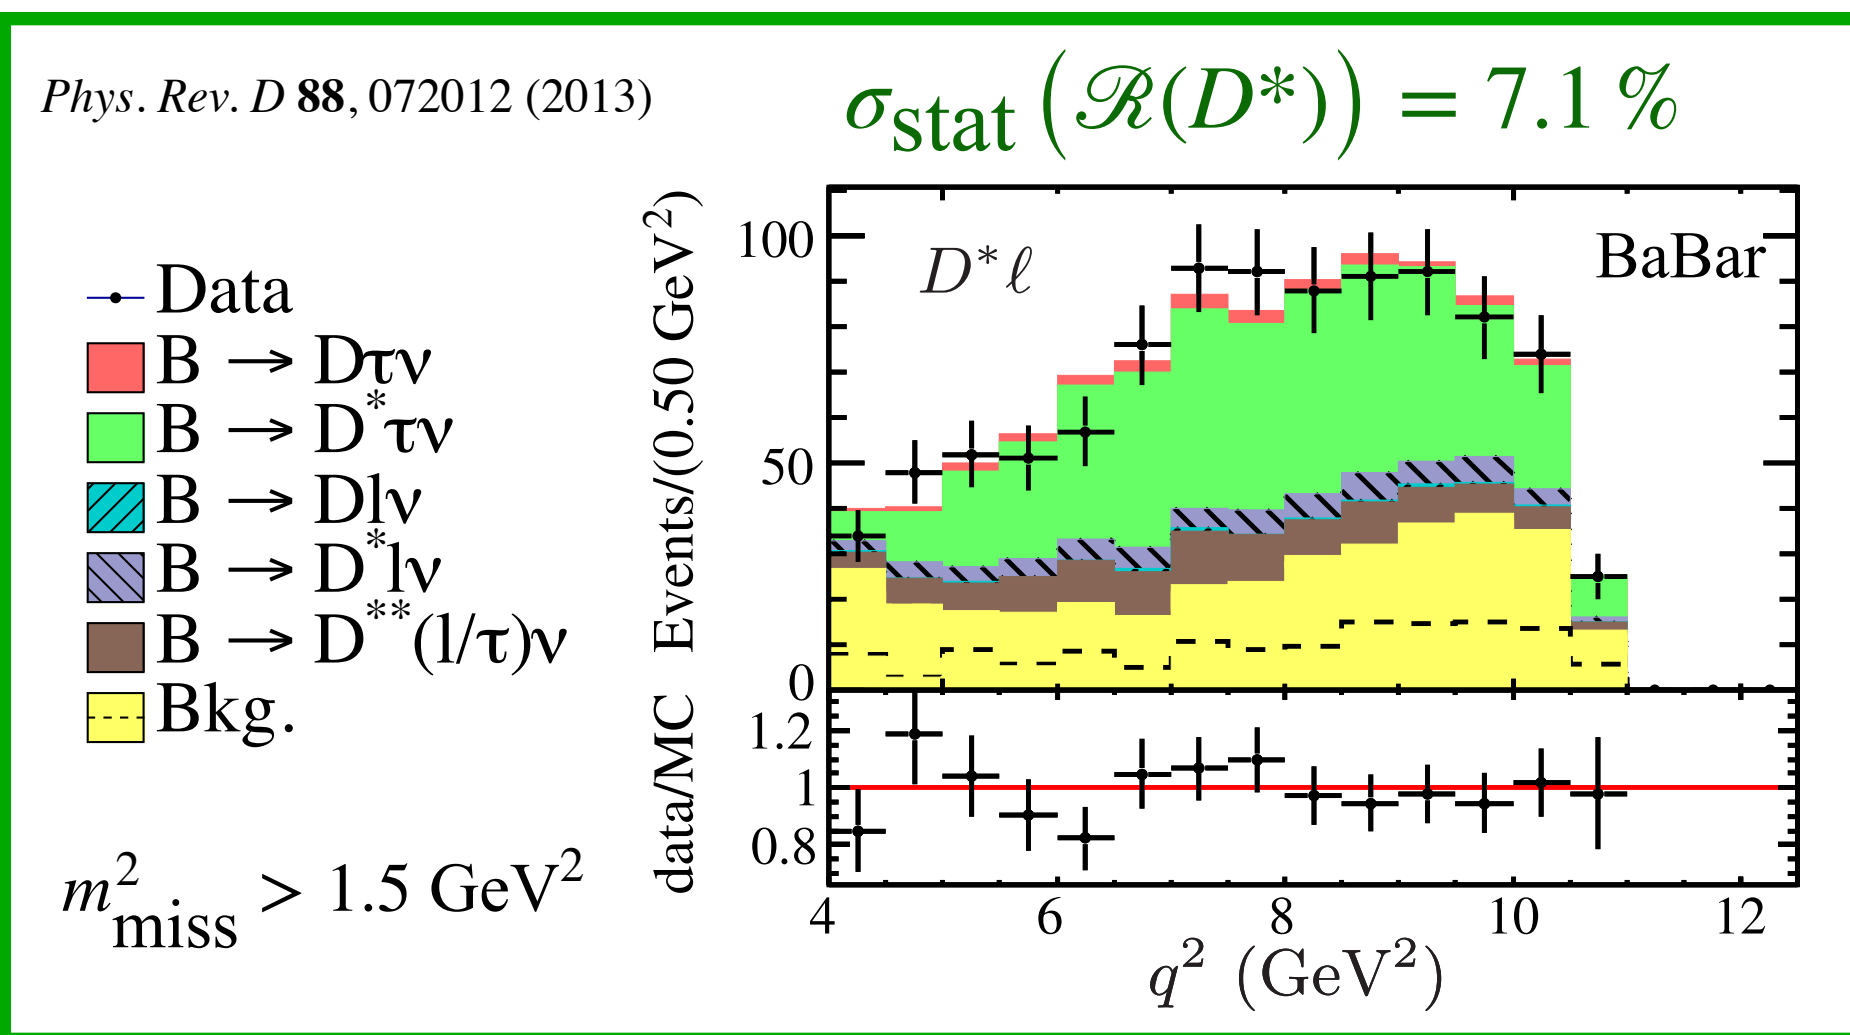 Phys. Rev. D 88, 072012 (2013)
σstat (ℛ(D*)) = 7.1 %
Data
B → Dτν
B → D*τν
B → Dlν
B → D*lν
B → D**(l/τ)ν
Bkg.
m²miss > 1.5 GeV²
Events/(0.50 GeV²)
100
50
0
D*ℓ
BaBar
data/MC
1.2
1
0.8
4 6 8 10 12
q² (GeV²)